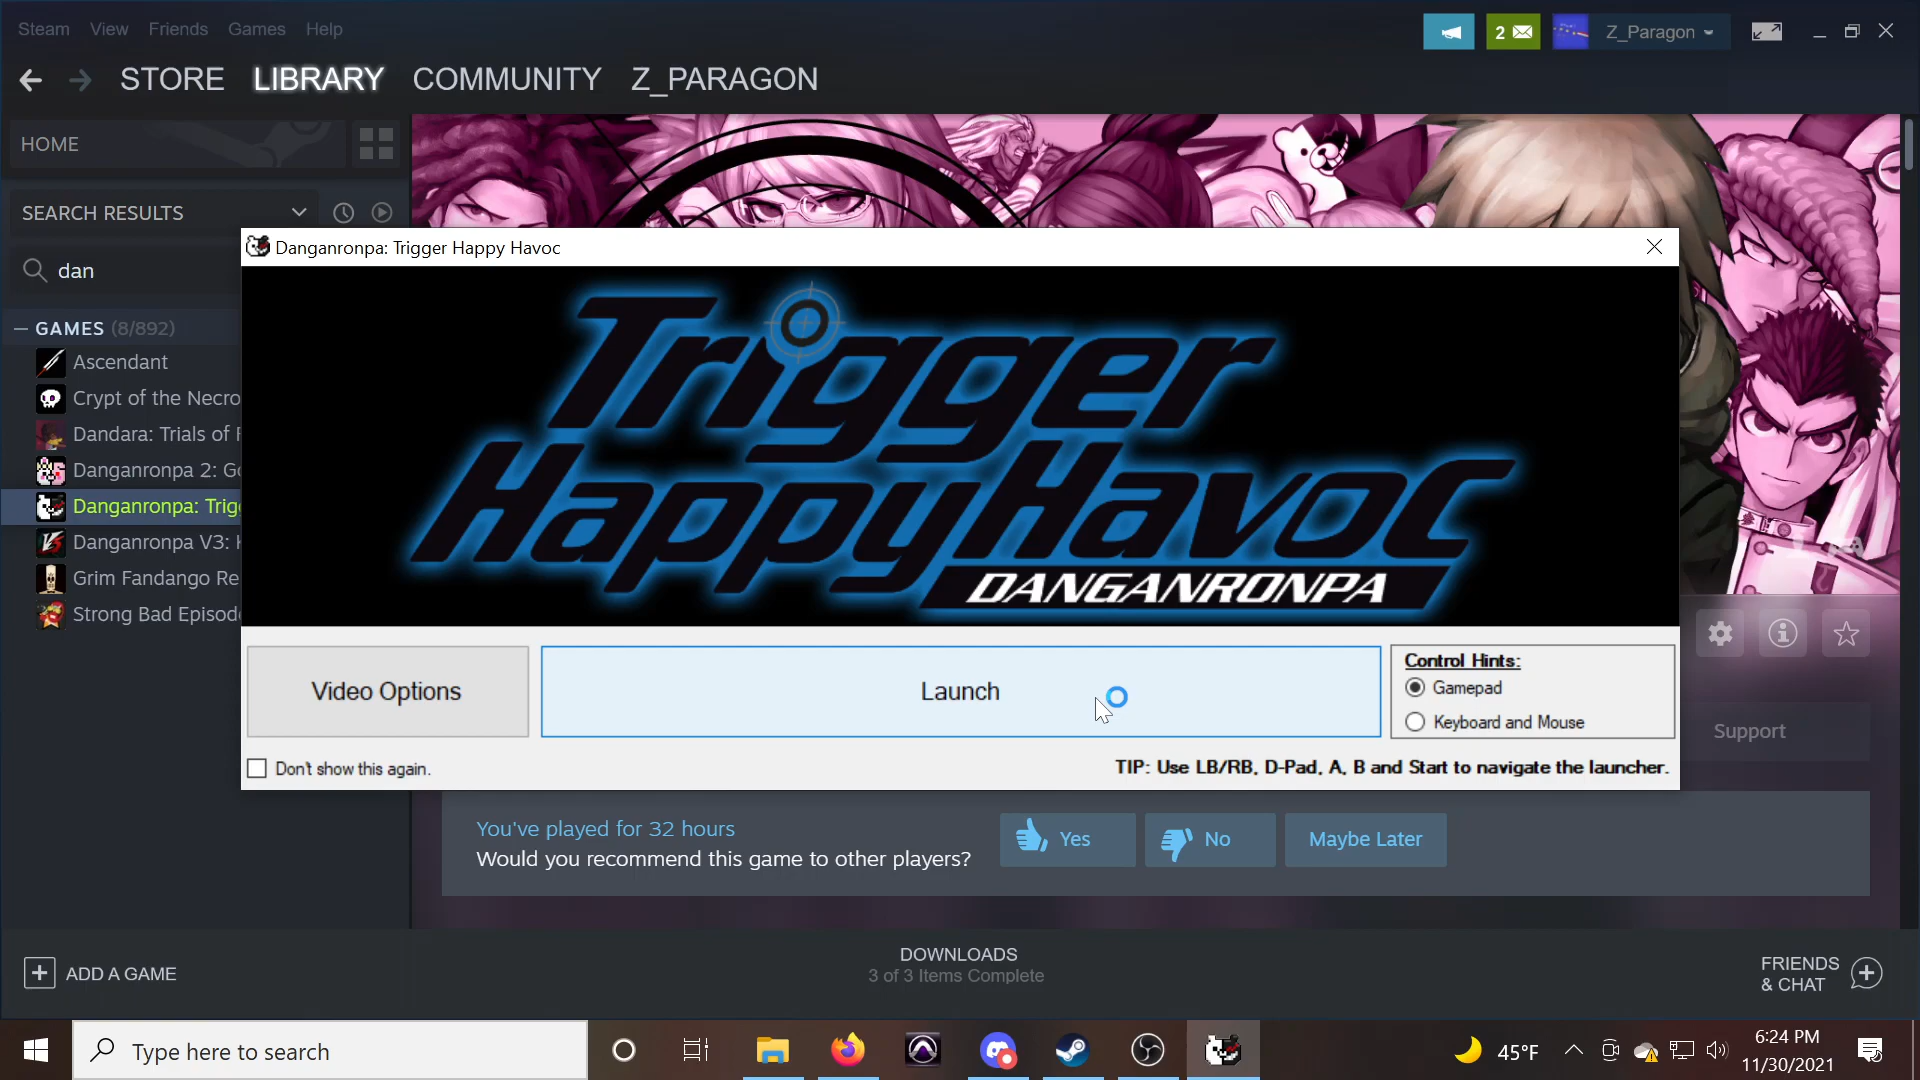 Steam View Friends Games Help
2
Z_Paragon
STORE LIBRARY COMMUNITY Z_PARAGON
HOME
SEARCH RESULTS
dan
Danganronpa: Trigger Happy Havoc
Trigger
Happy Havoc
DANGANRONPA
GAMES (8/892)
Ascendant
Crypt of the Necro
Dandara: Trials of
Danganronpa 2: G
Danganronpa: Trig
Danganronpa V3:
Grim Fandango Re
Strong Bad Episod
Video Options
Launch
Control Hints:
Gamepad
Keyboard and Mouse
Don't show this again.
TIP: Use LB/RB, D-Pad, A, B and Start to navigate the launcher.
Support
You've played for 32 hours
Would you recommend this game to other players?
Yes
No
Maybe Later
ADD A GAME
DOWNLOADS
3 of 3 Items Complete
FRIENDS
& CHAT
Type here to search
45°F
6:24 PM
11/30/2021